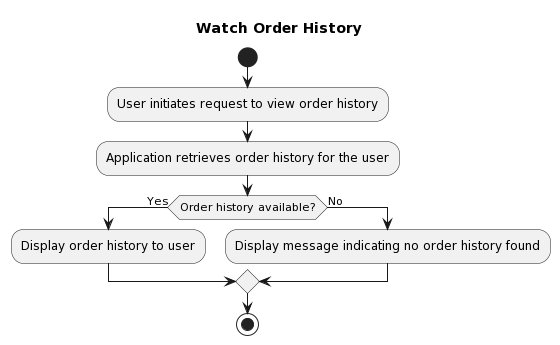 Watch Order History
User initiates request to view order history
Application retrieves order history for the user
Yes
Order history available?
No
Display order history to user
Display message indicating no order history found